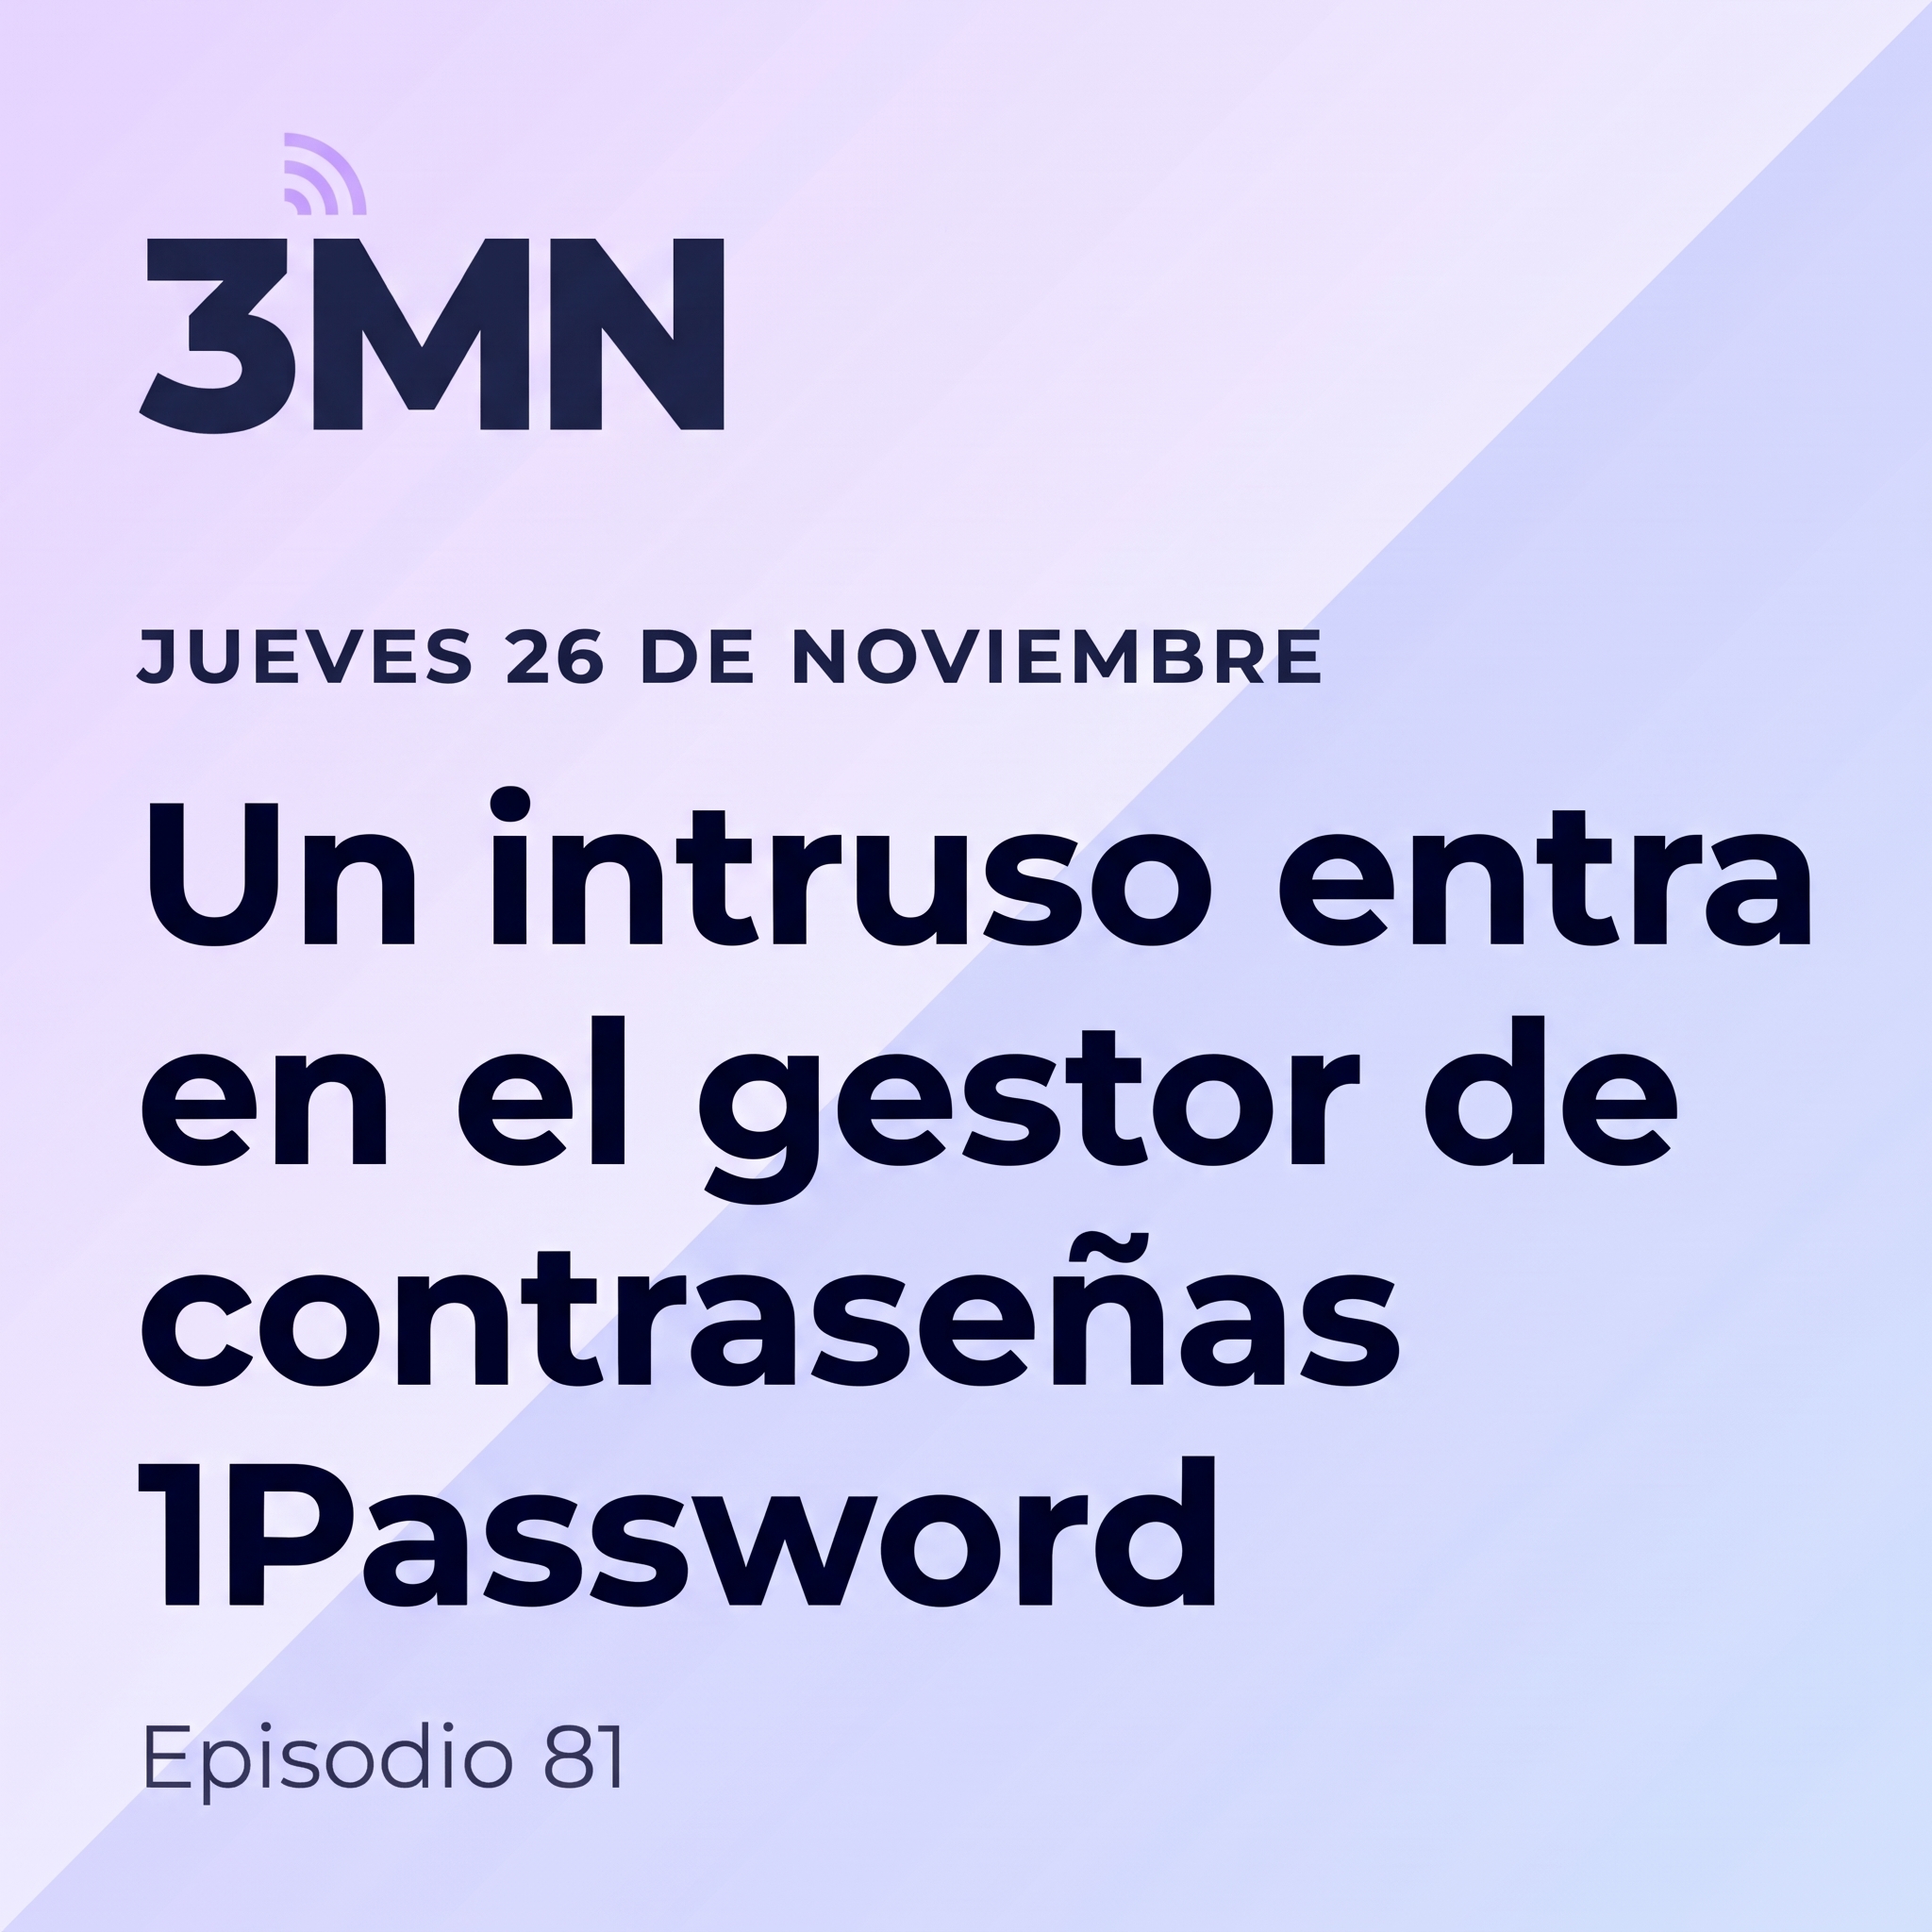 3MN
JUEVES 26 DE NOVIEMBRE
Un intruso entra
en el gestor de
contraseñas
1Password
Episodio 81